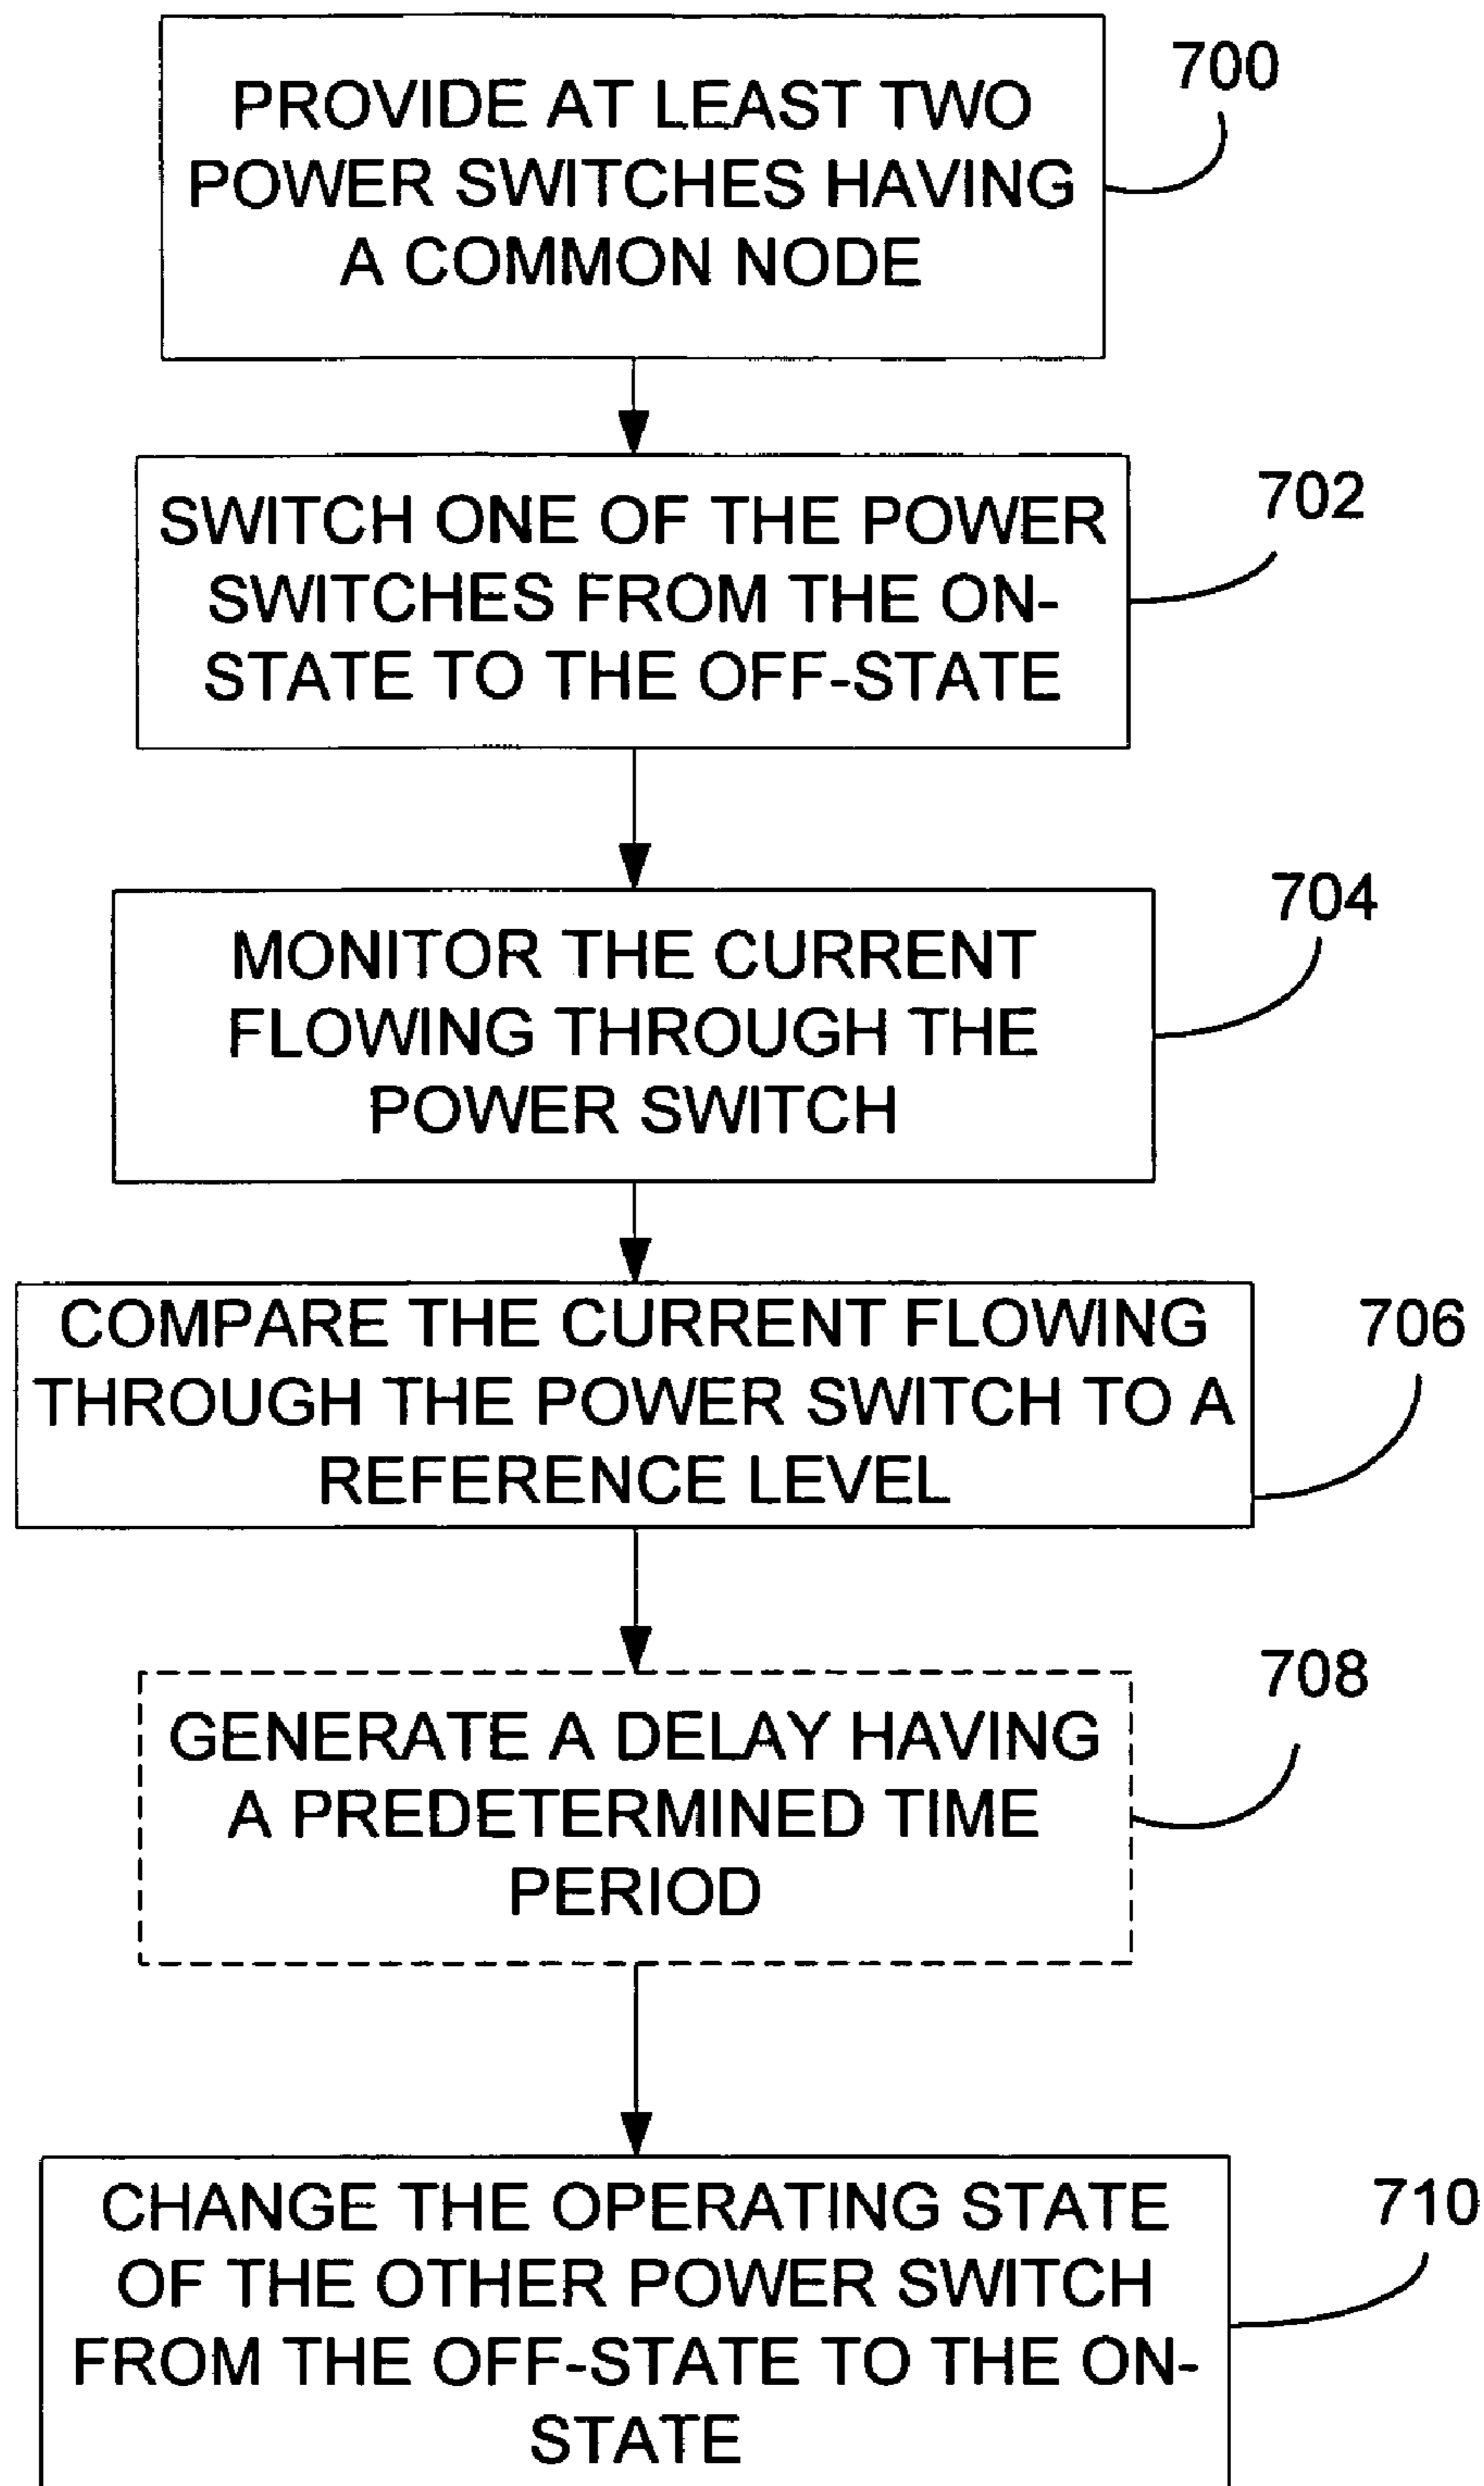 PROVIDE AT LEAST TWO
POWER SWITCHES HAVING
A COMMON NODE
700
SWITCH ONE OF THE POWER
SWITCHES FROM THE ON-
STATE TO THE OFF-STATE
702
MONITOR THE CURRENT
FLOWING THROUGH THE
POWER SWITCH
704
COMPARE THE CURRENT FLOWING
THROUGH THE POWER SWITCH TO A
REFERENCE LEVEL
706
GENERATE A DELAY HAVING
A PREDETERMINED TIME
PERIOD
708
CHANGE THE OPERATING STATE
OF THE OTHER POWER SWITCH
FROM THE OFF-STATE TO THE ON-
STATE
710